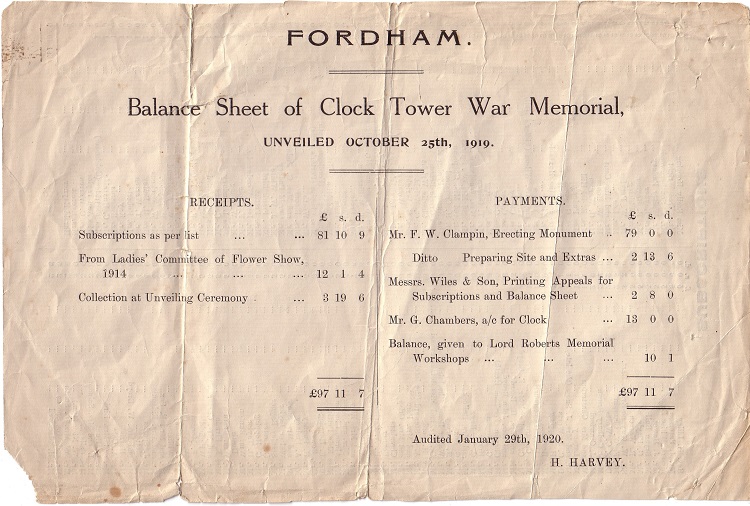 FORDHAM.
Balance Sheet of Clock Tower War Memorial,
UNVEILED OCTOBER 25th, 1919.
RECEIPTS.
£ s. d.
Subscriptions as per list ... ... 81 10 9
From Ladies' Committee of Flower Show,
1914 ... ... ... 12 1 4
Collection at Unveiling Ceremony ... 3 19 6
£97 11 7
PAYMENTS.
£ s. d.
Mr. F. W. Clampin, Erecting Monument .. 79 0 0
Ditto Preparing Site and Extras ... 2 13 6
Messrs. Wiles & Son, Printing Appeals for
Subscriptions and Balance Sheet ... 2 8 0
Mr. G. Chambers, a/c for Clock ... 13 0 0
Balance, given to Lord Roberts Memorial
Workshops ... ... ... 10 1
£97 11 7
Audited January 29th, 1920.
H. HARVEY.